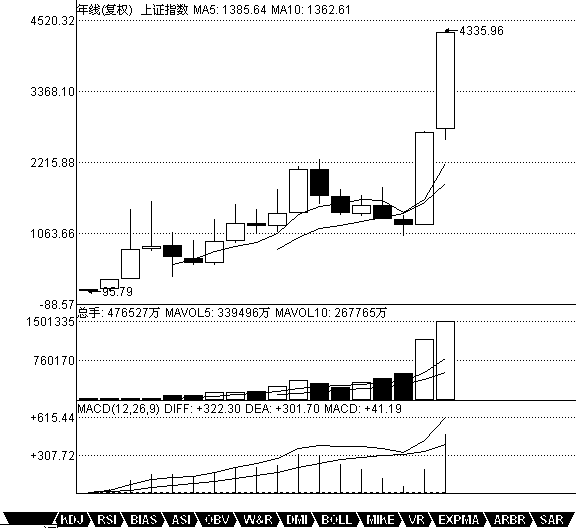 年线(复权) 上证指数 MA5: 1385.64 MA10: 1362.61
4520.32
4335.96
3368.10
2215.88
1063.66
95.79
-88.57
总手: 476527万 MAVOL5: 339496万 MAVOL10: 267765万
1501335
760170
MACD(12,26,9) DIFF: +322.30 DEA: +301.70 MACD: +41.19
+615.44
+307.72
KDJ RSI BIAS ASI OBV W&R DMI BOLL MIKE VR EXPMA ARBR SAR